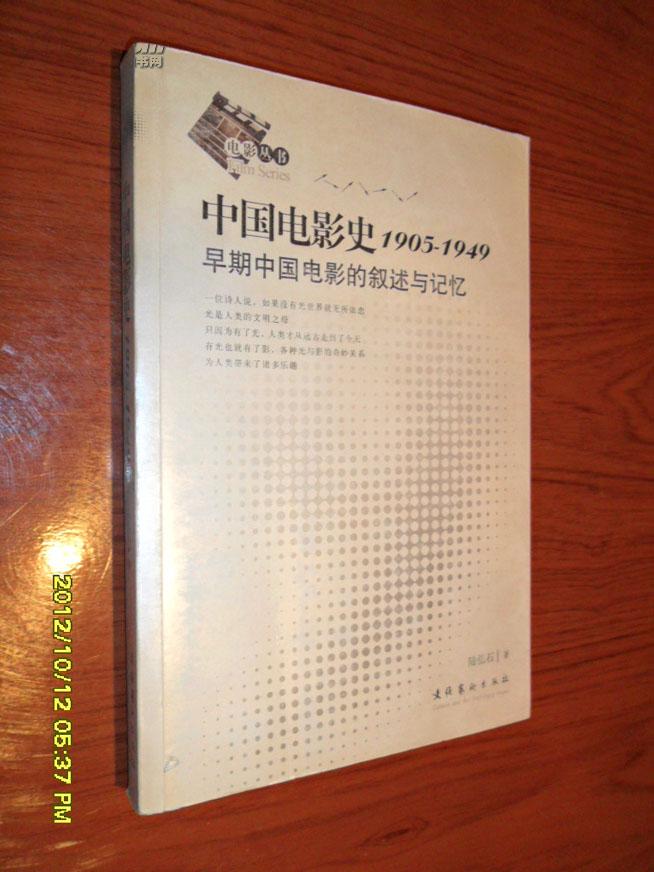 书网
电影丛书
Film Series
中国电影史 1905-1949
早期中国电影的叙述与记忆
一位诗人说，如果没有光世界就无所依恋
光是人类的文明之母
只因为有了光，人类才从远古走到了今天
有光也就有了影，各种光与影的奇妙关系
为人类带来了诸多乐趣
陆弘石 著
文化艺术出版社
2012/10/12 05:37 PM